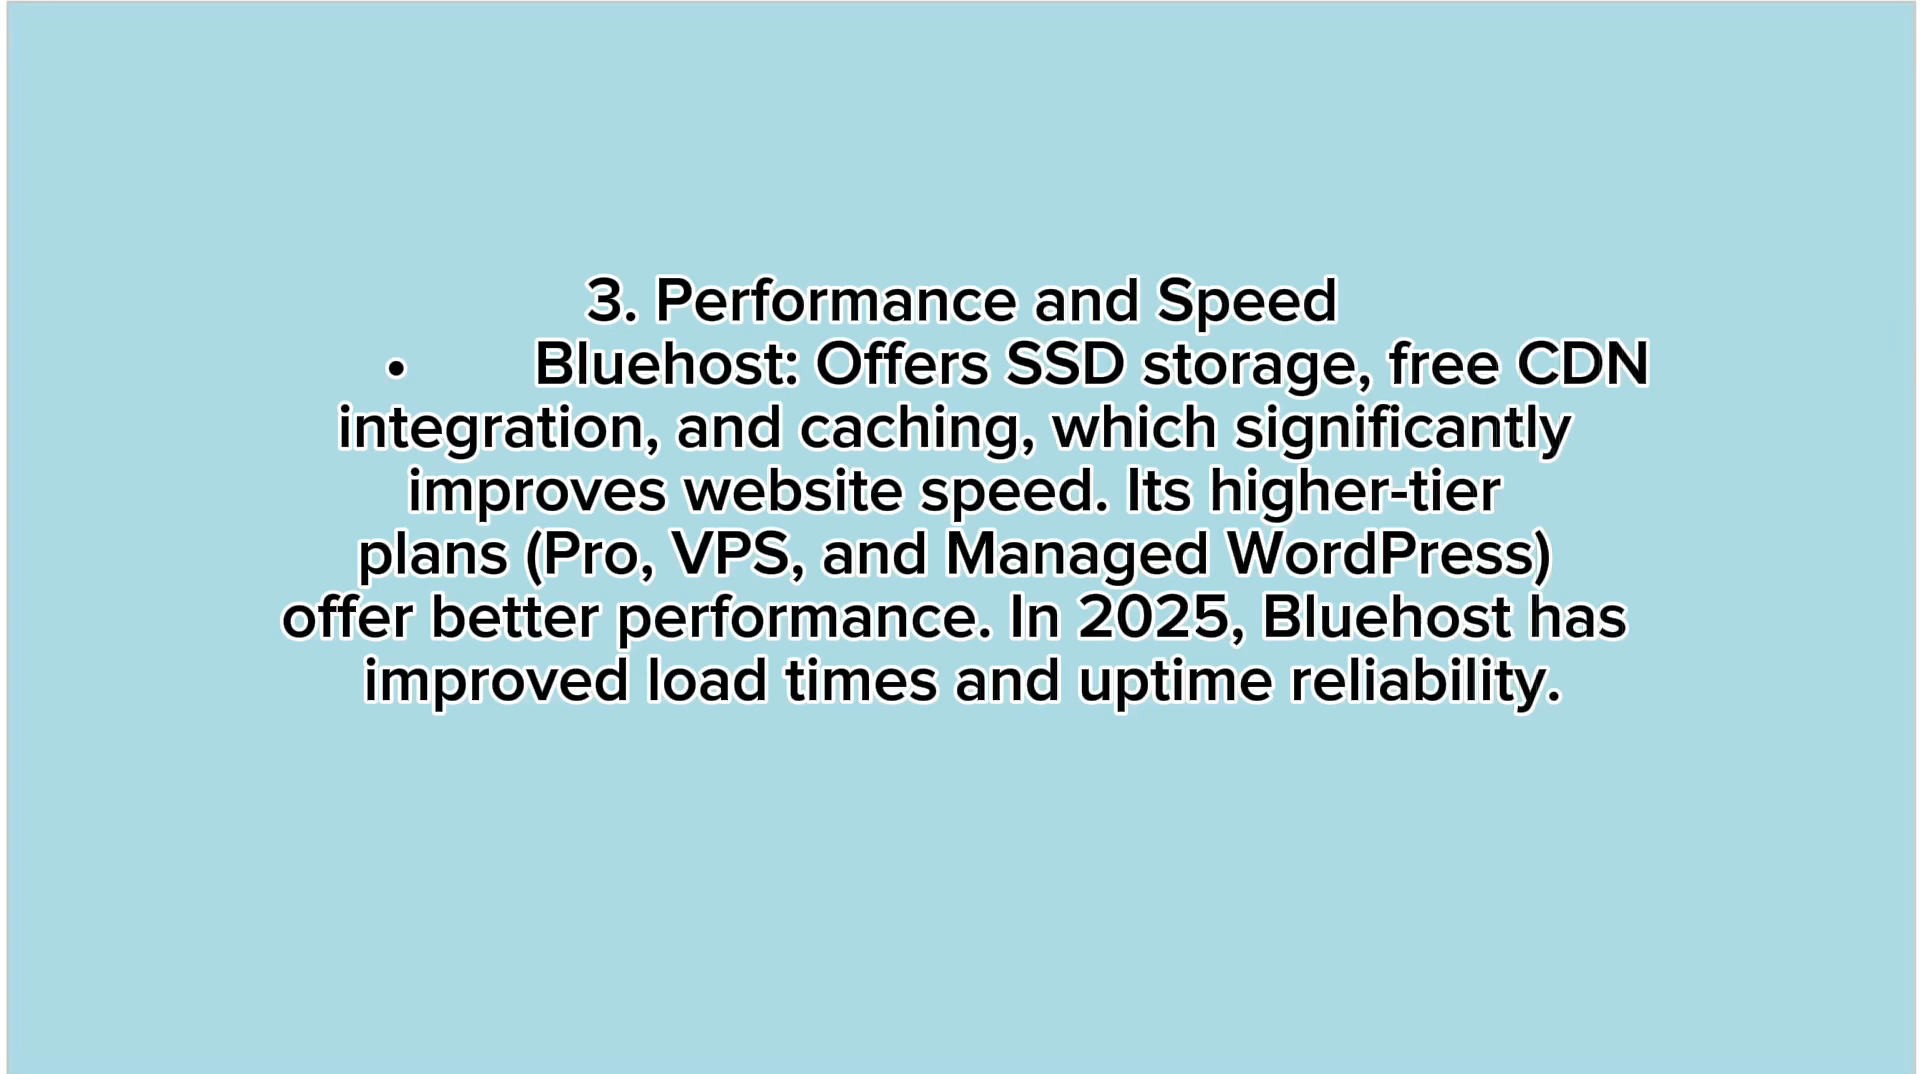 3. Performance and Speed
• Bluehost: Offers SSD storage, free CDN
integration, and caching, which significantly
improves website speed. Its higher-tier
plans (Pro, VPS, and Managed WordPress)
offer better performance. In 2025, Bluehost has
improved load times and uptime reliability.